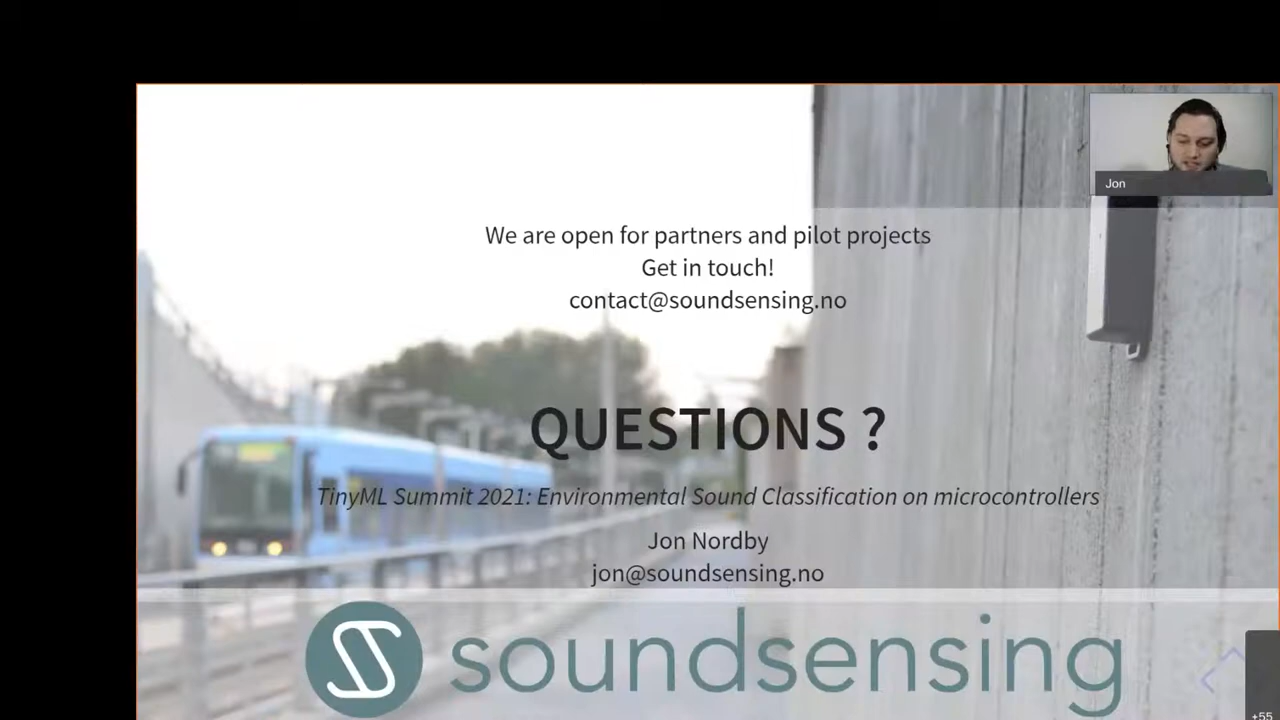 Jon
We are open for partners and pilot projects
Get in touch!
contact@soundsensing.no
QUESTIONS ?
TinyML Summit 2021: Environmental Sound Classification on microcontrollers
Jon Nordby
jon@soundsensing.no
soundsensing
+55